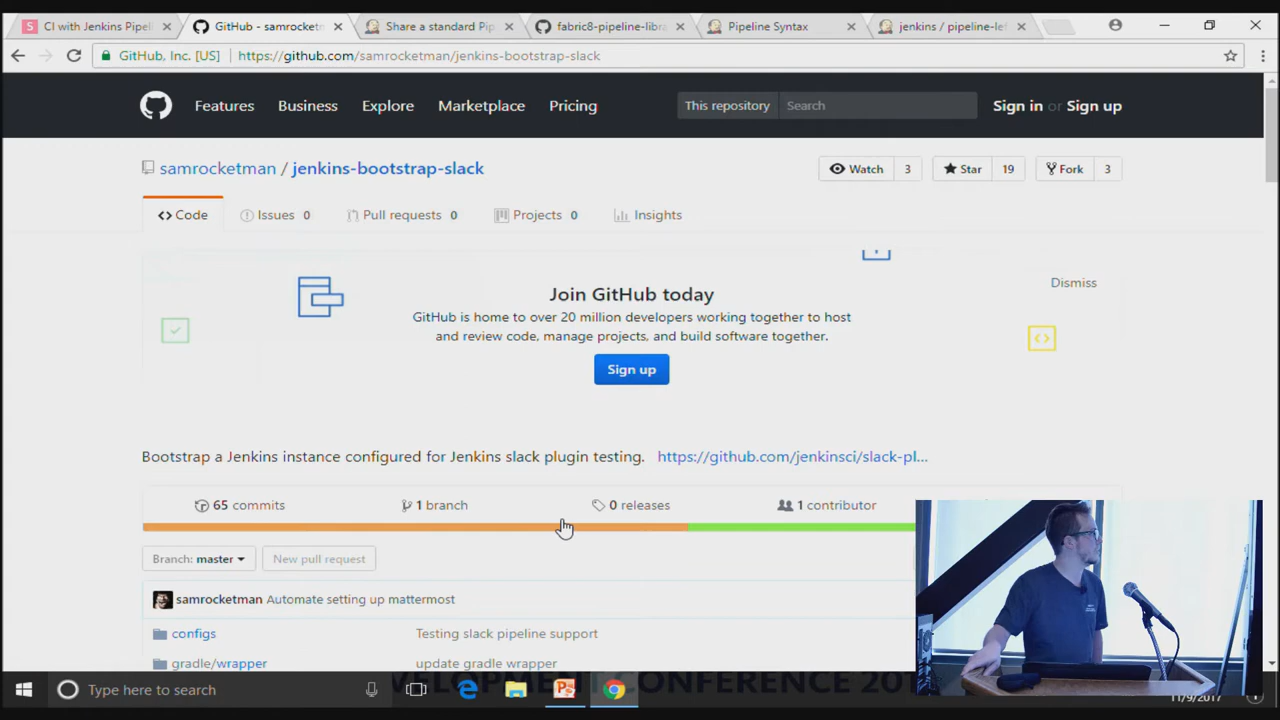 CI with Jenkins Pipeli
GitHub - samrocketm
Share a standard Pip
fabric8-pipeline-libra
Pipeline Syntax
jenkins / pipeline-le
GitHub, Inc. [US]
https://github.com/samrocketman/jenkins-bootstrap-slack
Features Business Explore Marketplace Pricing
This repository Search
Sign in or Sign up
samrocketman / jenkins-bootstrap-slack
Watch 3 Star 19 Fork 3
<> Code Issues 0 Pull requests 0 Projects 0 Insights
Join GitHub today
Dismiss
GitHub is home to over 20 million developers working together to host
and review code, manage projects, and build software together.
Sign up
Bootstrap a Jenkins instance configured for Jenkins slack plugin testing. https://github.com/jenkinsci/slack-pl...
65 commits 1 branch 0 releases 1 contributor
Branch: master New pull request
samrocketman Automate setting up mattermost
configs Testing slack pipeline support
gradle/wrapper update gradle wrapper
Type here to search
11/9/2017